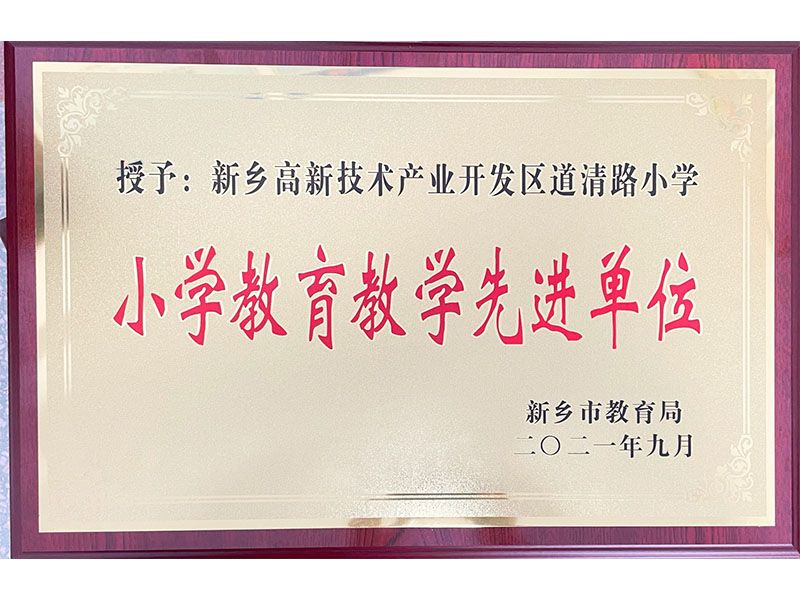 授予：新乡高新技术产业开发区道清路小学
小学教育教学先进单位
新乡市教育局
二〇二一年九月